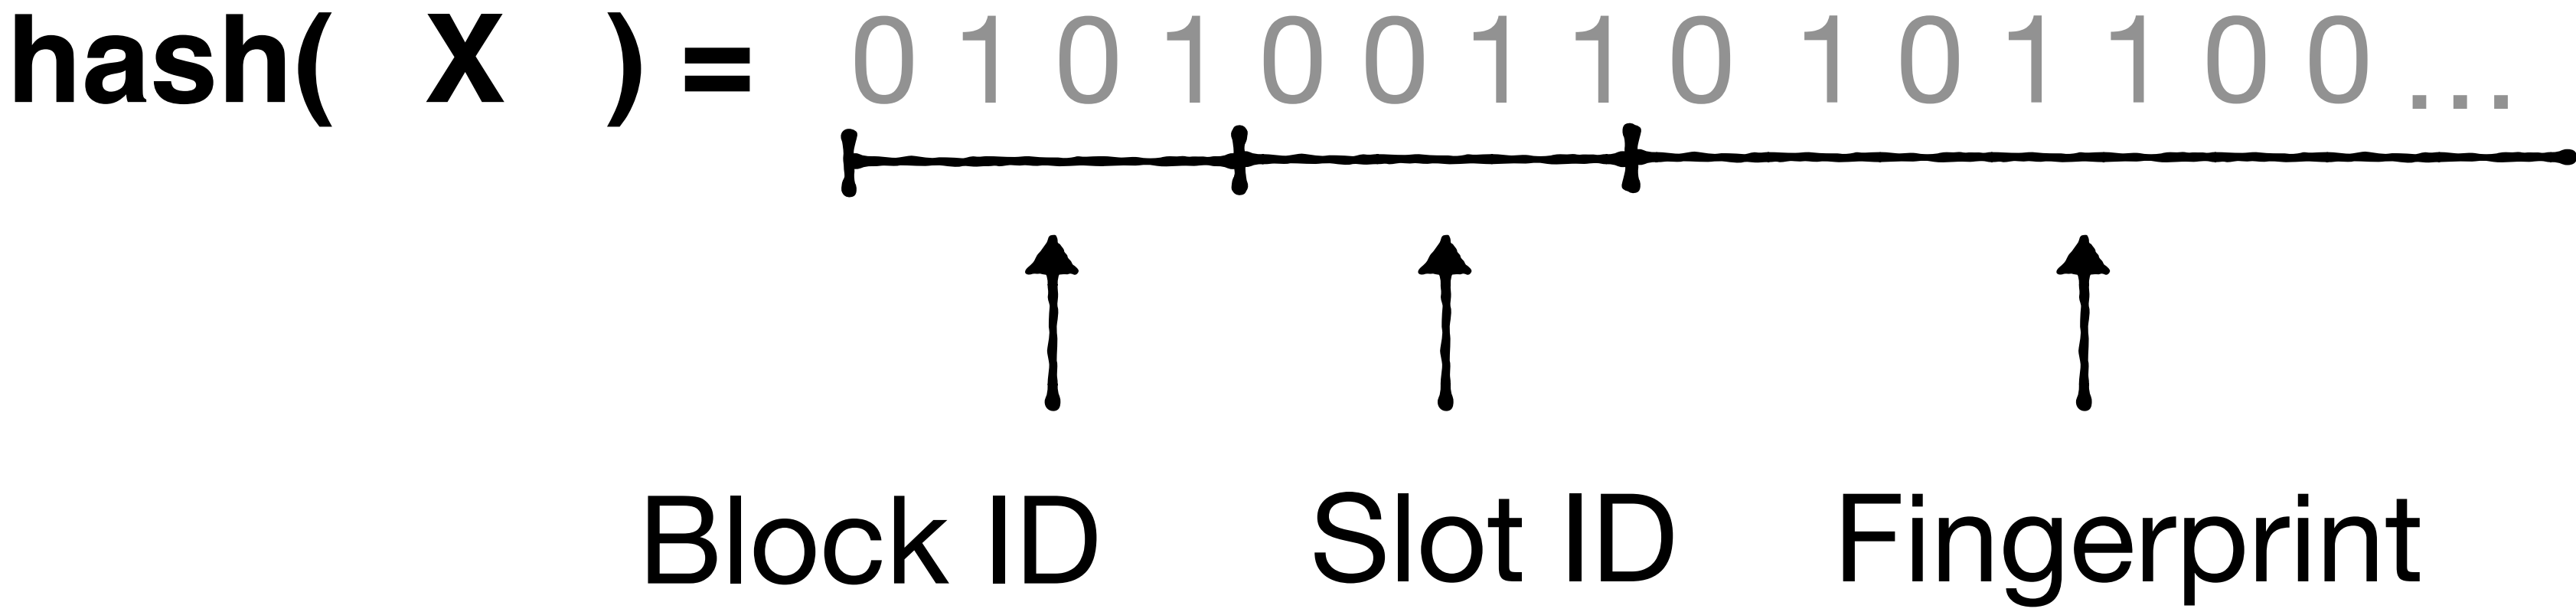 hash( X ) = 0 1 0 1 0 0 1 1 0 1 0 1 1 0 0 ...
Block ID Slot ID Fingerprint